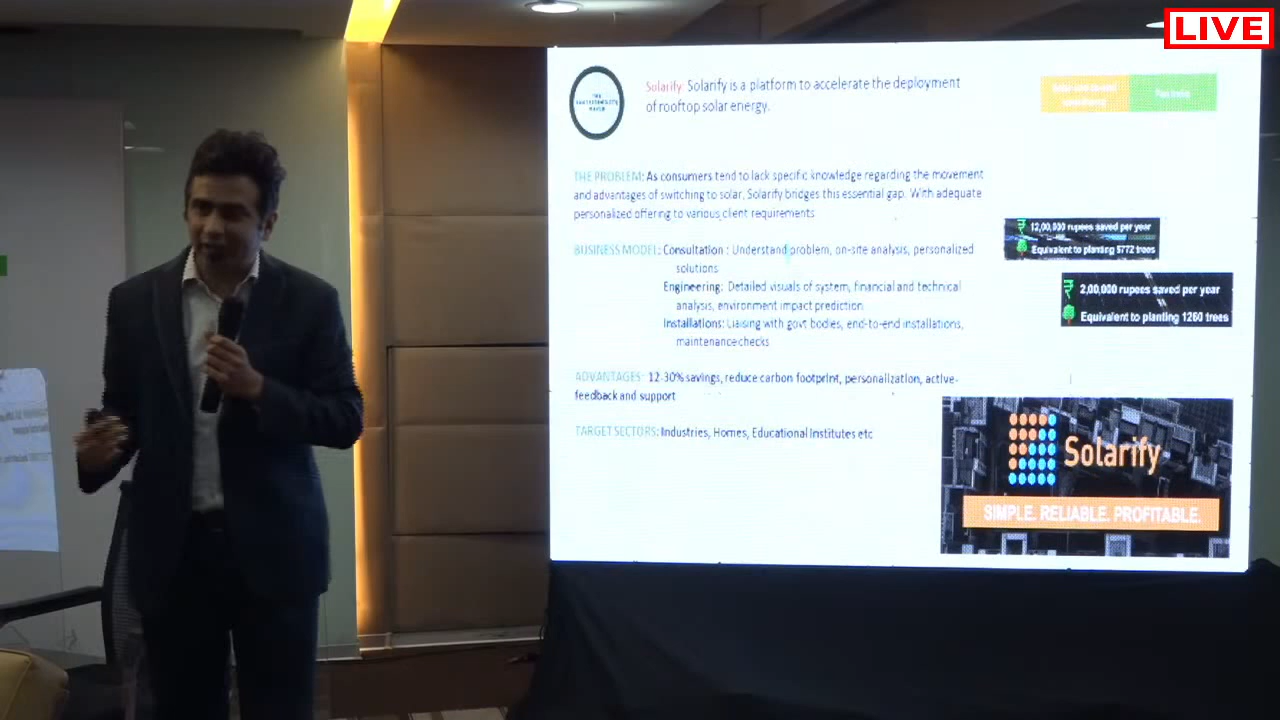 LIVE
Solarify: Solarify is a platform to accelerate the deployment
of rooftop solar energy.
THE PROBLEM: As consumers tend to lack specific knowledge regarding the movement
and advantages of switching to solar, Solarify bridges this essential gap. With adequate
personalized offering to various client requirements
12,00,000 rupees saved per year
Equivalent to planting 5772 trees
BUSINESS MODEL: Consultation : Understand problem, on-site analysis, personalized
solutions
Engineering: Detailed visuals of system, financial and technical
analysis, environment impact prediction.
Installations: Liaising with govt bodies, end-to-end installations,
maintenance checks
₹ 2,00,000 rupees saved per year
Equivalent to planting 1260 trees
ADVANTAGES: 12-30% savings, reduce carbon footprint, personalization, active-
feedback and support
TARGET SECTORS: Industries, Homes, Educational Institutes etc
Solarify
SIMPLE. RELIABLE. PROFITABLE.